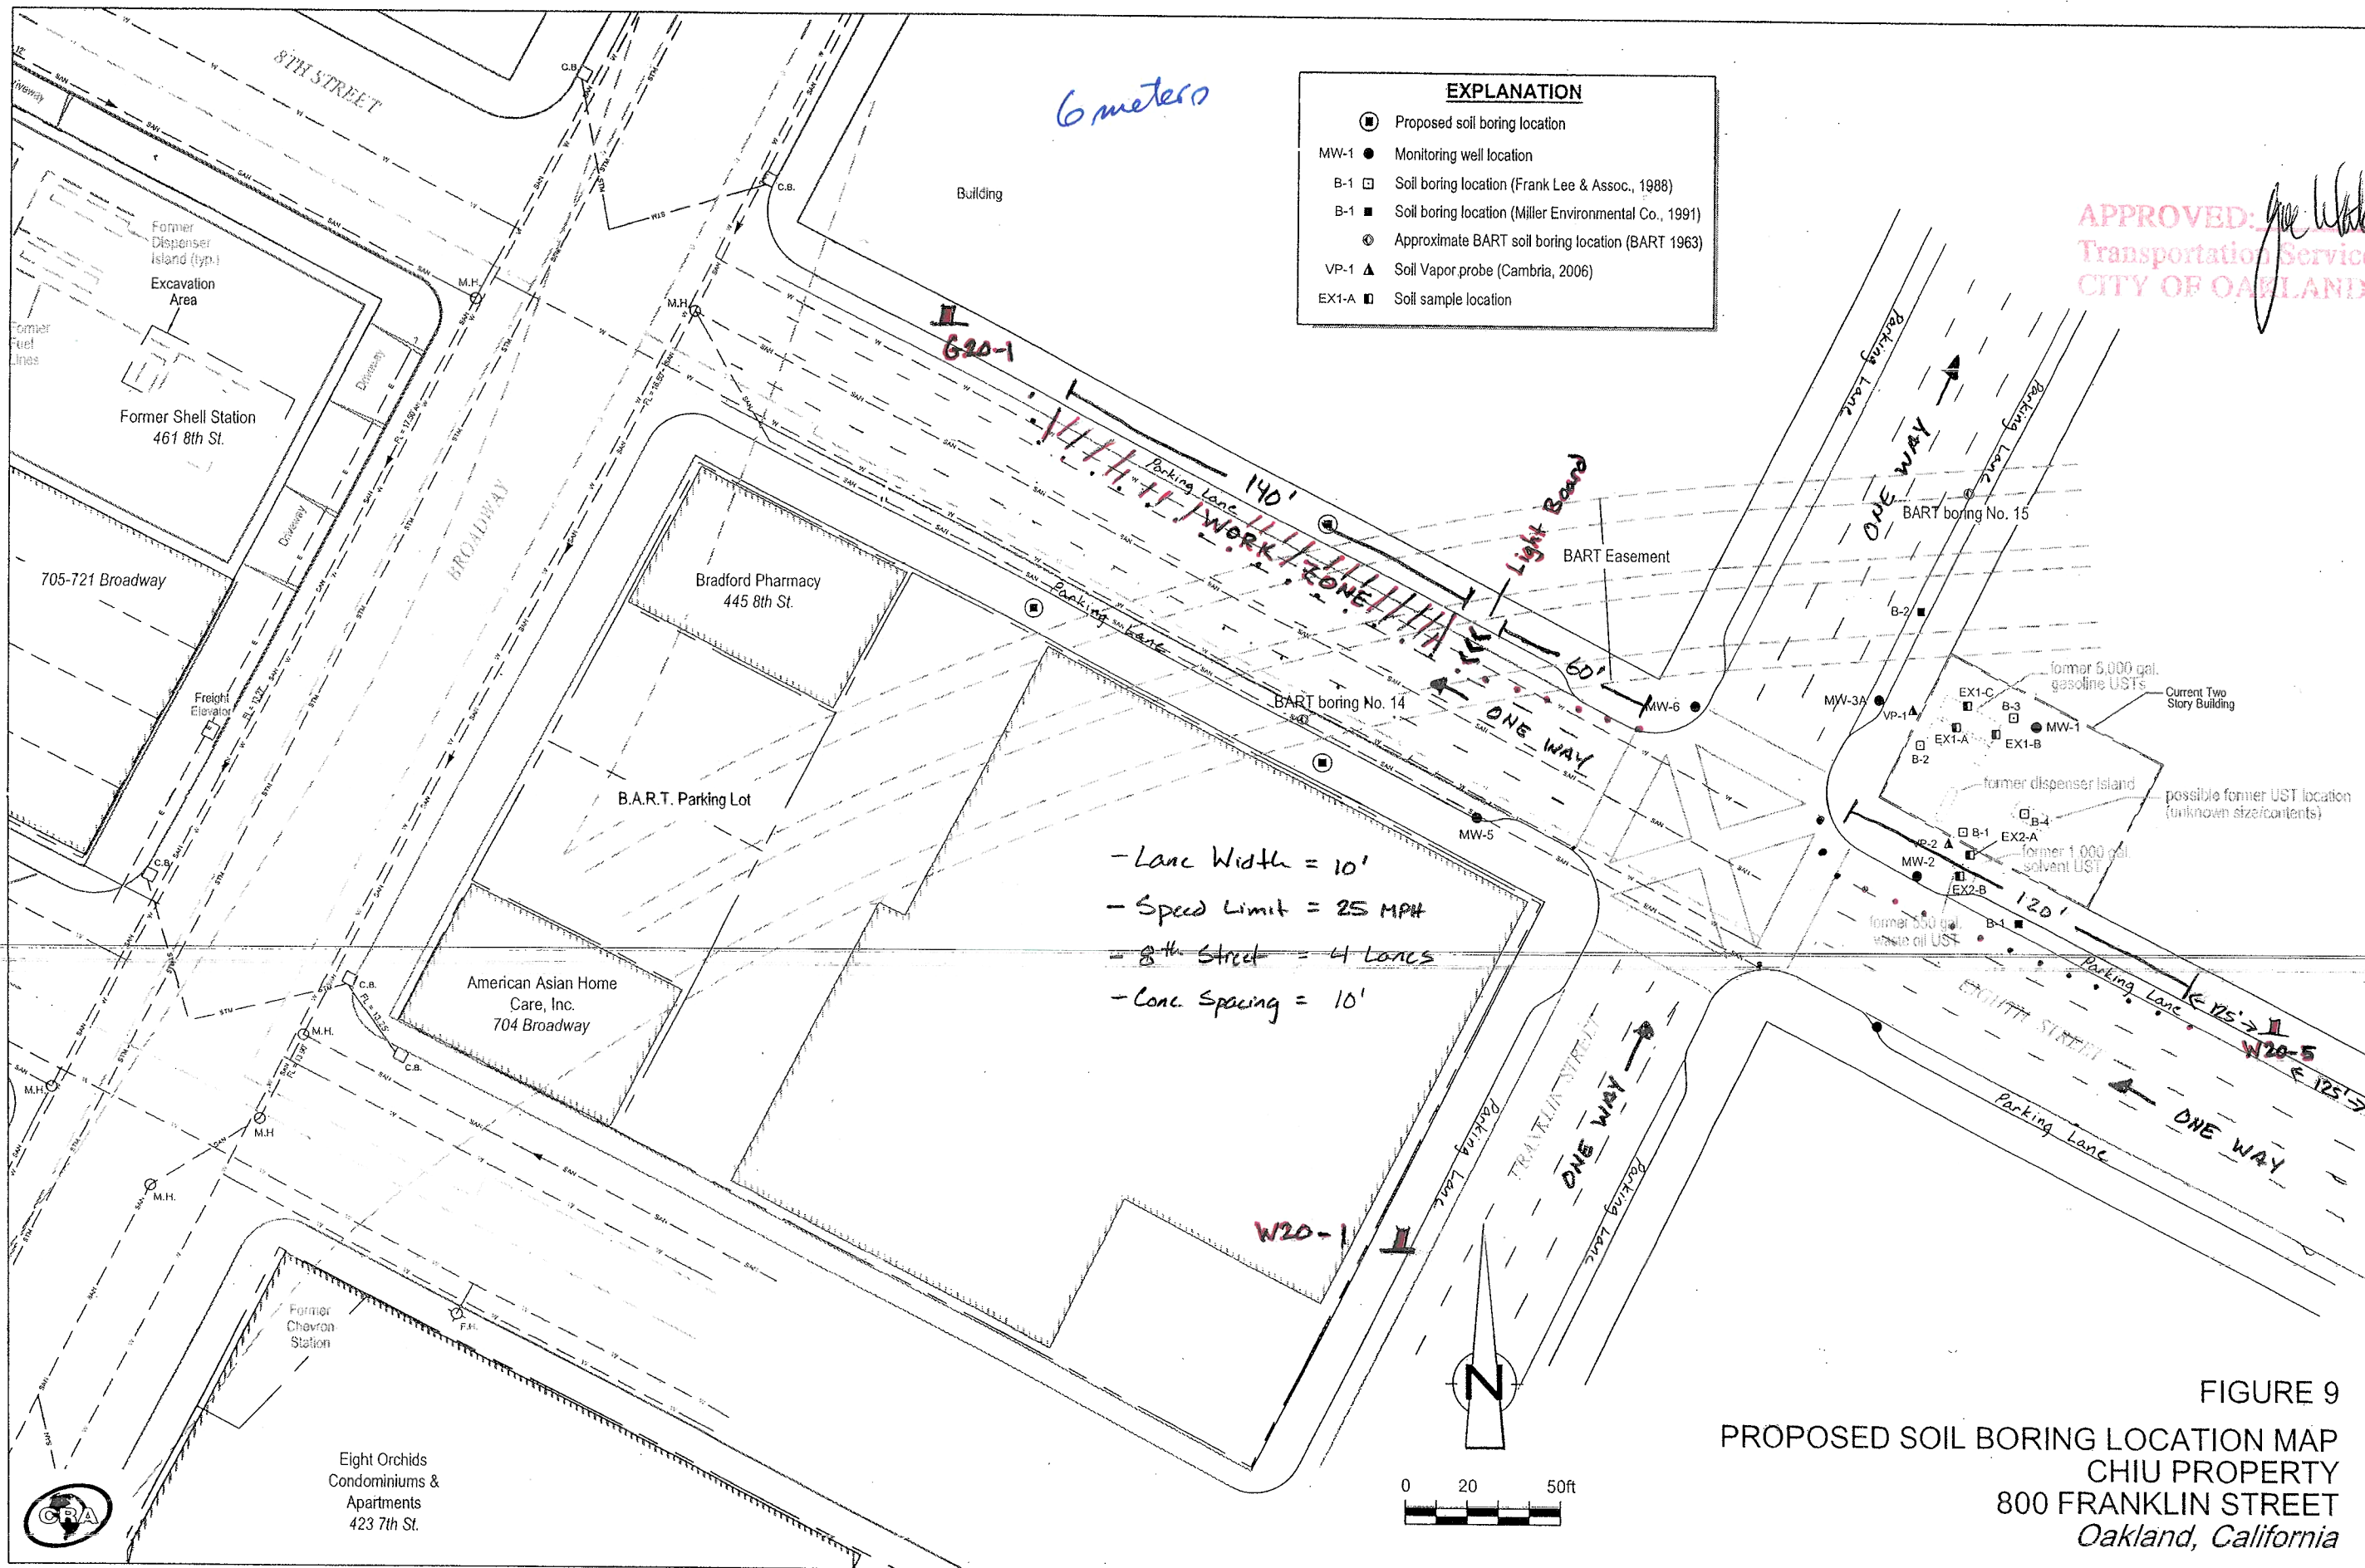 8TH STREET
6 meters
EXPLANATION
Proposed soil boring location
MW-1 Monitoring well location
B-1 Soil boring location (Frank Lee & Assoc., 1988)
B-1 Soil boring location (Miller Environmental Co., 1991)
Approximate BART soil boring location (BART 1963)
VP-1 Soil Vapor probe (Cambria, 2006)
EX1-A Soil sample location
APPROVED:
Transportation Servic
CITY OF OAKLAND
Building
C.B.
C.B.
Former
Dispenser
Island (typ.)
Excavation
Area
Former
Fuel
Lines
Driveway
Former Shell Station
461 8th St.
Driveway
705-721 Broadway
Freight
Elevator
C.B.
M.H.
M.H.
BROADWAY
G20-1
140'
Parking Lane
WORK ZONE
Light Board
60'
BART Easement
Parking Lane
ONE WAY
Parking Lane
BART boring No. 15
Bradford Pharmacy
445 8th St.
Parking Lane
BART boring No. 14
ONE WAY
MW-6
MW-5
B-2
MW-3A
VP-1
EX1-C
B-3
MW-1
EX1-A
EX1-B
B-2
former 5,000 gal.
gasoline USTs
Current Two
Story Building
former dispenser island
possible former UST location
(unknown size/contents)
B-4
B-1
EX2-A
VP-2
former 1,000 gal.
solvent UST
MW-2
EX2-B
120'
former 550 gal.
waste oil UST
B-1
Parking Lane
125'
W20-5
125'
EIGHTH STREET
ONE WAY
Parking Lane
B.A.R.T. Parking Lot
- Lane Width = 10'
- Speed Limit = 25 MPH
- 8th Street = 4 Lanes
- Cone Spacing = 10'
American Asian Home
Care, Inc.
704 Broadway
C.B.
FL = 13.25'
C.B.
M.H.
M.H.
M.H
M.H.
F.H.
FRANKLIN STREET
ONE WAY
Parking Lane
Parking Lane
W20-1
Former
Chevron
Station
Eight Orchids
Condominiums &
Apartments
423 7th St.
CRA
N
0 20 50ft
FIGURE 9
PROPOSED SOIL BORING LOCATION MAP
CHIU PROPERTY
800 FRANKLIN STREET
Oakland, California